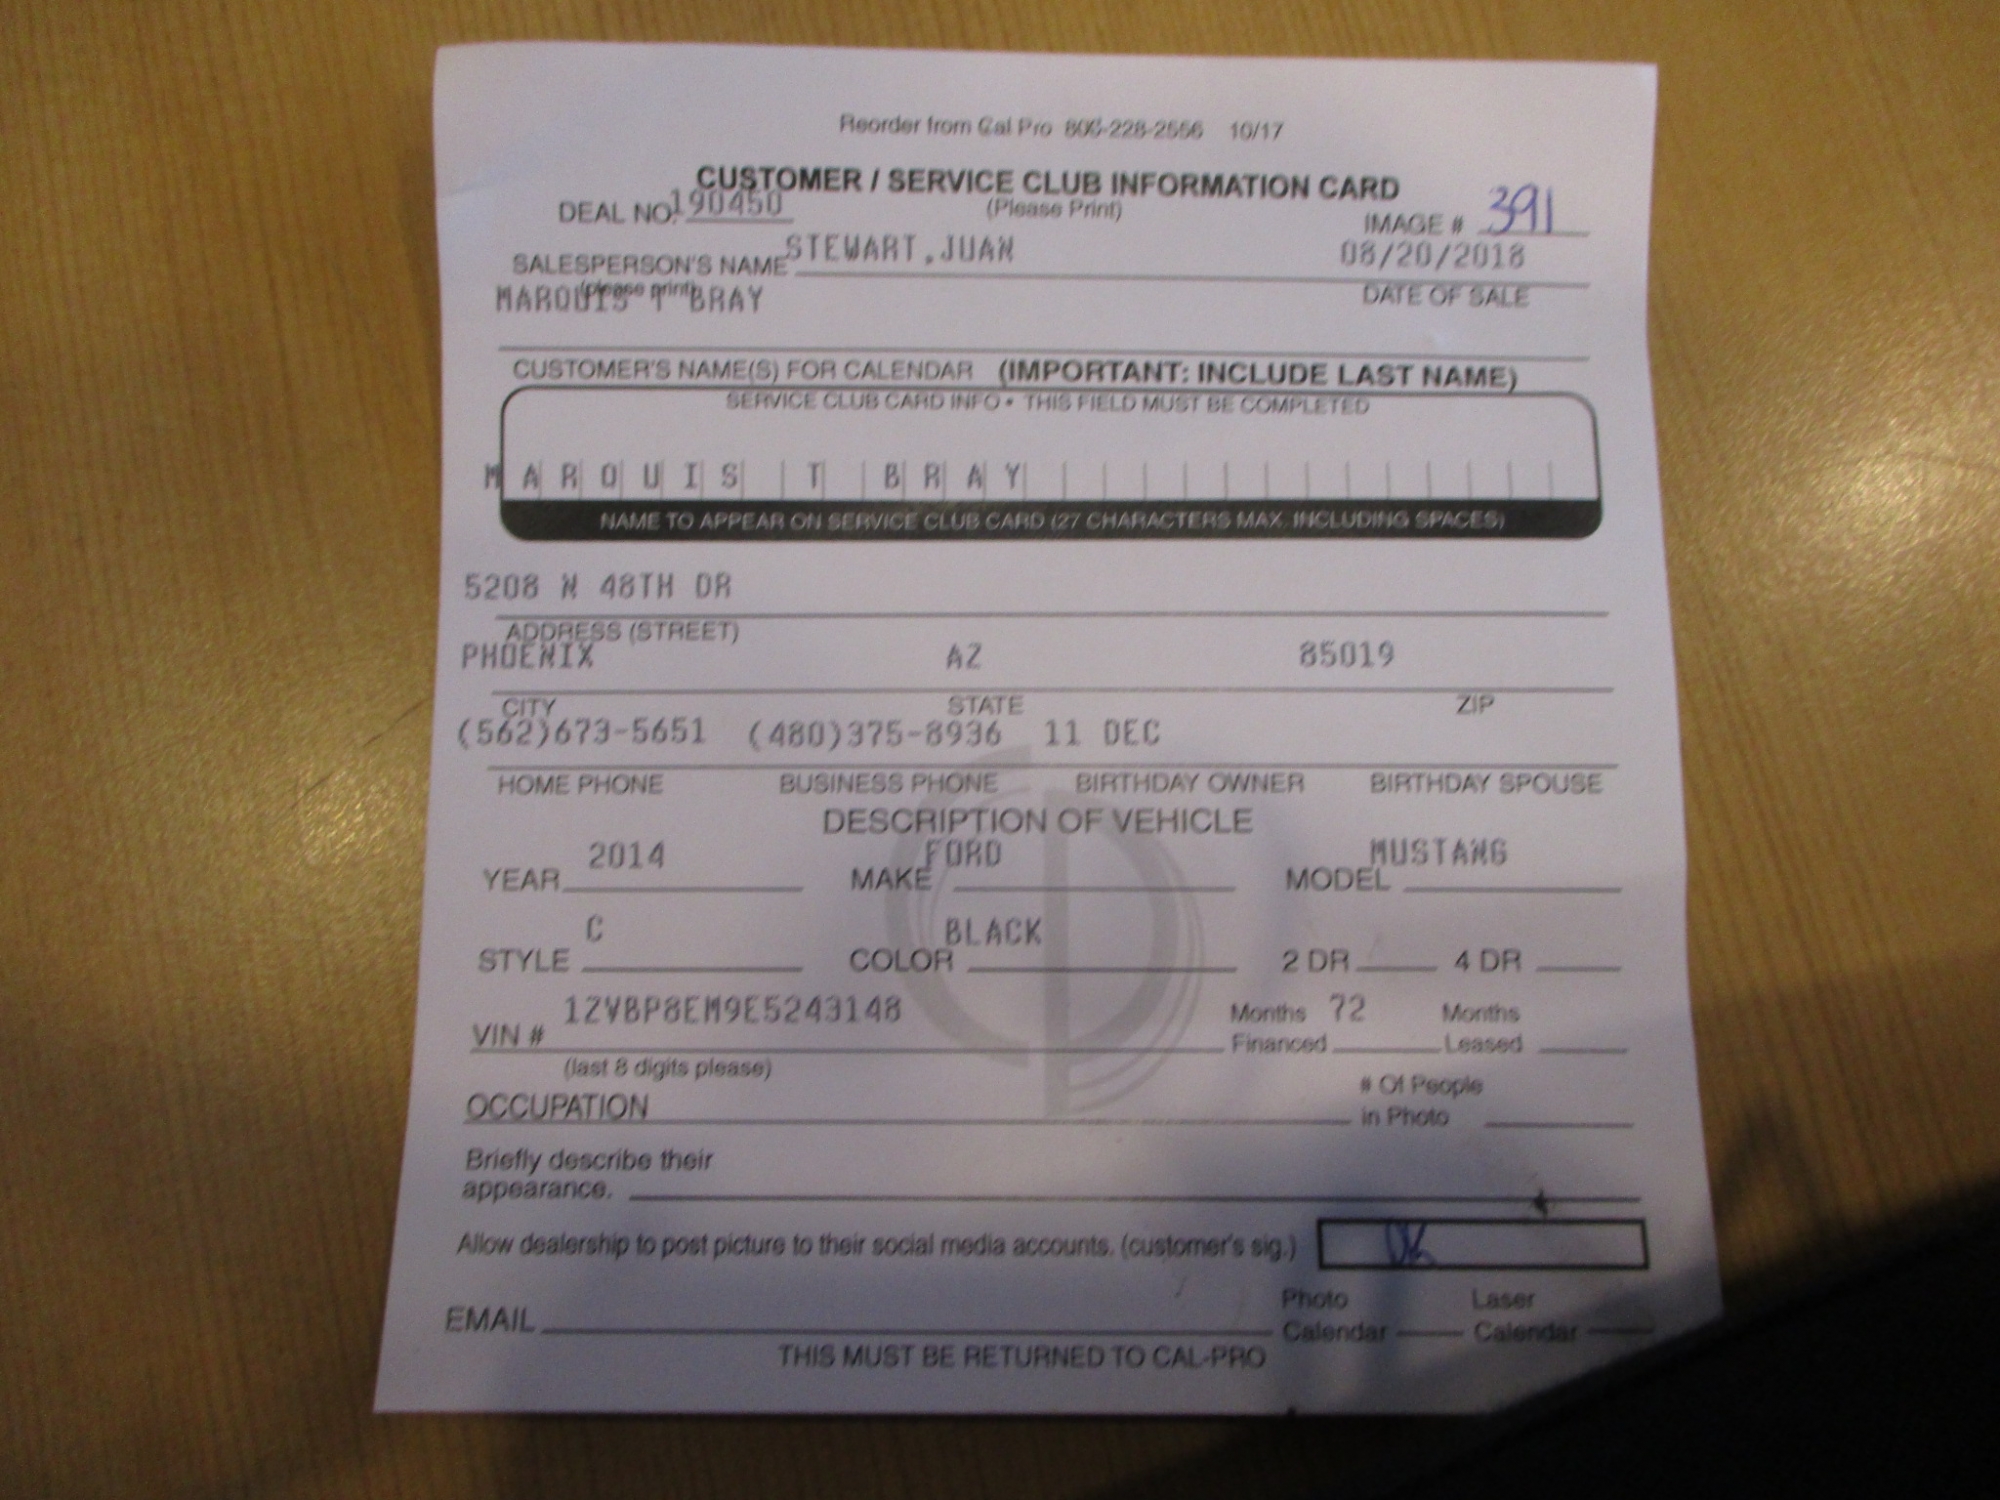 Reorder from Cal Pro 800-228-2556 10/17
CUSTOMER / SERVICE CLUB INFORMATION CARD
DEAL NO. 190450 (Please Print) IMAGE # 391
SALESPERSON'S NAME STEWART,JUAN 08/20/2018
(please print) DATE OF SALE
MARQUIS T BRAY
CUSTOMER'S NAME(S) FOR CALENDAR (IMPORTANT: INCLUDE LAST NAME)
SERVICE CLUB CARD INFO • THIS FIELD MUST BE COMPLETED
MARQUIS T BRAY
NAME TO APPEAR ON SERVICE CLUB CARD (27 CHARACTERS MAX. INCLUDING SPACES)
5208 N 48TH DR
ADDRESS (STREET)
PHOENIX AZ 85019
CITY STATE ZIP
(562)673-5651 (480)375-8936 11 DEC
HOME PHONE BUSINESS PHONE BIRTHDAY OWNER BIRTHDAY SPOUSE
DESCRIPTION OF VEHICLE
YEAR 2014 MAKE FORD MODEL MUSTANG
STYLE C COLOR BLACK 2 DR 4 DR
VIN # 1ZVBP8EM9E5243148 Months Financed 72 Months Leased
(last 8 digits please)
OCCUPATION # Of People in Photo
Briefly describe their
appearance.
Allow dealership to post picture to their social media accounts. (customer's sig.) OK
EMAIL Photo Calendar Laser Calendar
THIS MUST BE RETURNED TO CAL-PRO